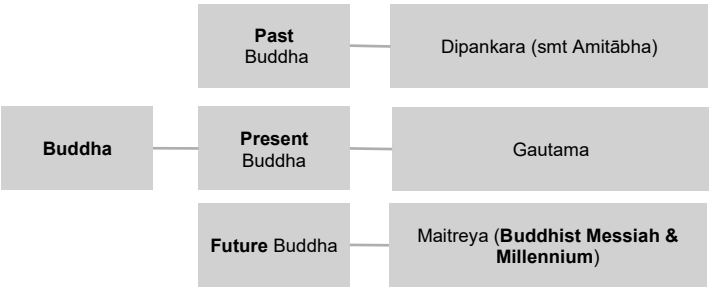 Past
Buddha
Dipankara (smt Amitābha)
Buddha
Present
Buddha
Gautama
Future Buddha
Maitreya (Buddhist Messiah &
Millennium)